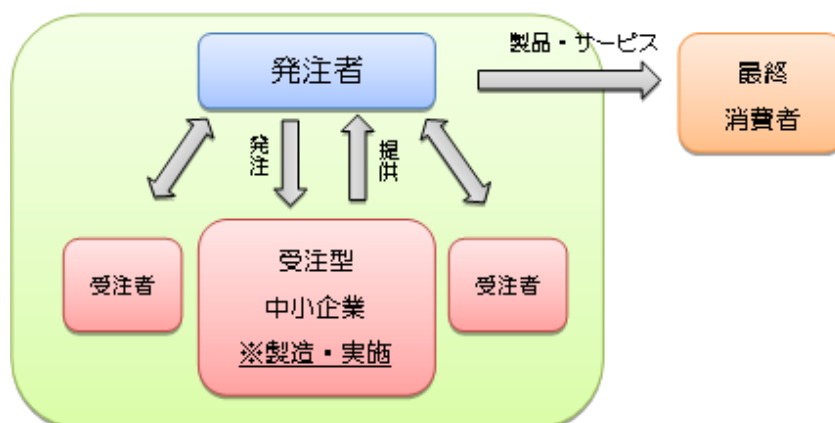 製品・サービス
発注者
最終
消費者
発注
提供
受注者
受注型
中小企業
※製造・実施
受注者